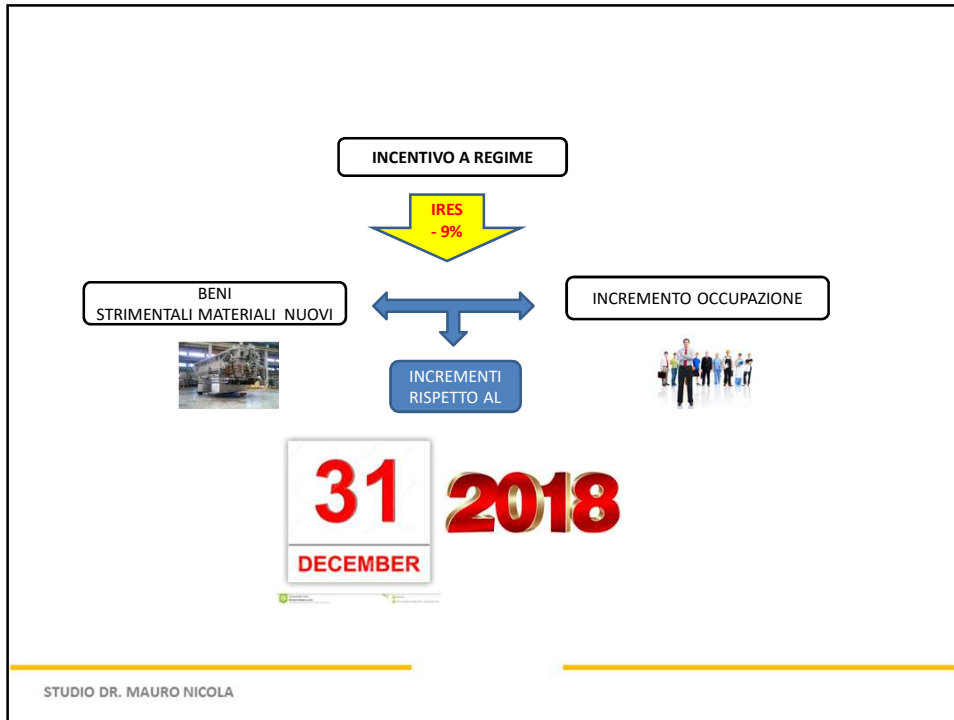 INCENTIVO A REGIME
IRES
- 9%
BENI
STRIMENTALI MATERIALI NUOVI
INCREMENTO OCCUPAZIONE
INCREMENTI
RISPETTO AL
31
DECEMBER
2018
STUDIO DR. MAURO NICOLA